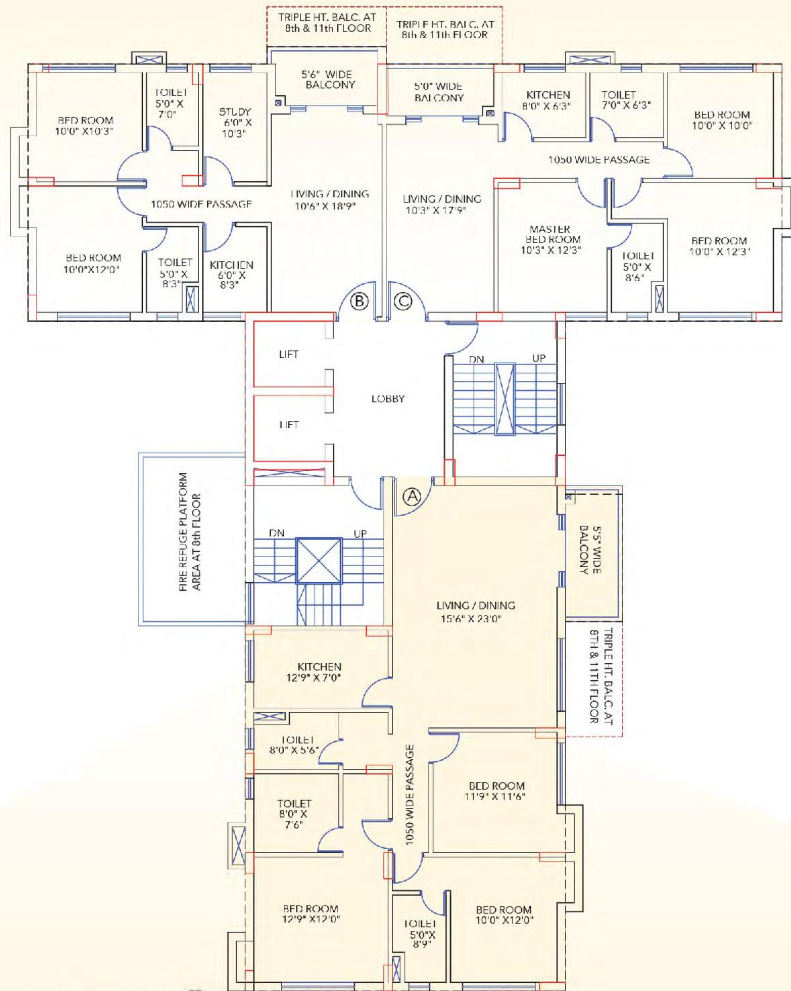 TRIPLE HT. BALC. AT
8th & 11th FLOOR
TRIPLE HT. BALC. AT
8th & 11th FLOOR
5'6" WIDE
BALCONY
5'0" WIDE
BALCONY
BED ROOM
10'0" X10'3"
TOILET
5'0" X
7'0"
STUDY
6'0" X
10'3"
KITCHEN
8'0" X 6'3"
TOILET
7'0" X 6'3"
BED ROOM
10'0" X 10'0"
1050 WIDE PASSAGE
1050 WIDE PASSAGE
LIVING / DINING
10'6" X 18'9"
LIVING / DINING
10'3" X 17'9"
BED ROOM
10'0"X12'0"
TOILET
5'0" X
8'3"
KITCHEN
6'0" X
8'3"
MASTER
BED ROOM
10'3" X 12'3"
TOILET
5'0" X
8'6"
BED ROOM
10'0" X 12'3"
B
C
LIFT
LOBBY
DN
UP
LIFT
FIRE REFUGE PLATFORM
AREA AT 8th FLOOR
A
DN
UP
5'5" WIDE
BALCONY
LIVING / DINING
15'6" X 23'0"
TRIPLE HT. BALC. AT
8TH & 11TH FLOOR
KITCHEN
12'9" X 7'0"
TOILET
8'0" X 5'6"
1050 WIDE PASSAGE
BED ROOM
11'9" X 11'6"
TOILET
8'0" X
7'6"
BED ROOM
12'9" X12'0"
TOILET
5'0"X
8'9"
BED ROOM
10'0" X12'0"